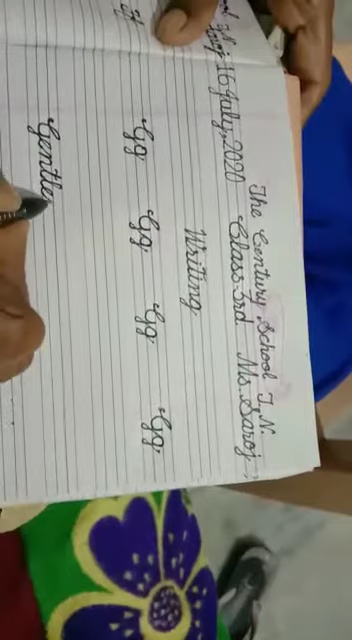 The Century School J.N.
16 July, 2020 Class-3rd Ms. Saroj
Writing
Gg Gg Gg Gg
Gentle